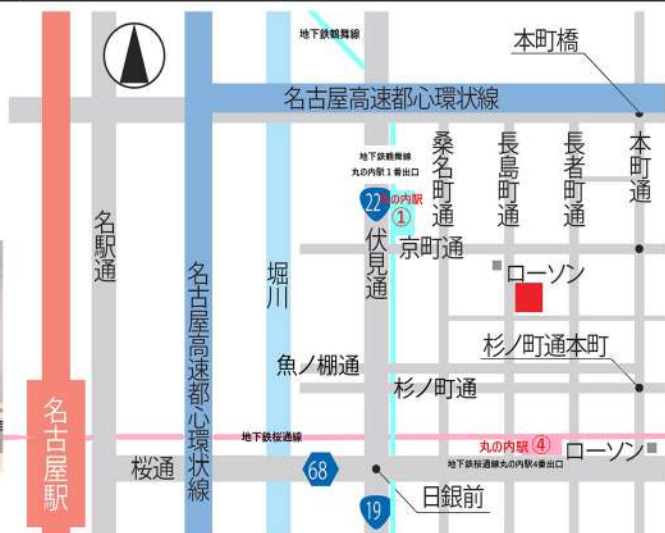 地下鉄鶴舞線
本町橋
名古屋高速都心環状線
地下鉄鶴舞線
丸の内駅1番出口
22
丸の内駅
①
伏見通
桑名町通
長島町通
長者町通
本町通
名駅通
京町通
名古屋高速都心環状線
堀川
ローソン
魚ノ棚通
杉ノ町通本町
杉ノ町通
名古屋駅
地下鉄桜通線
丸の内駅④
ローソン
地下鉄桜通線丸の内駅4番出口
桜通
68
日銀前
19